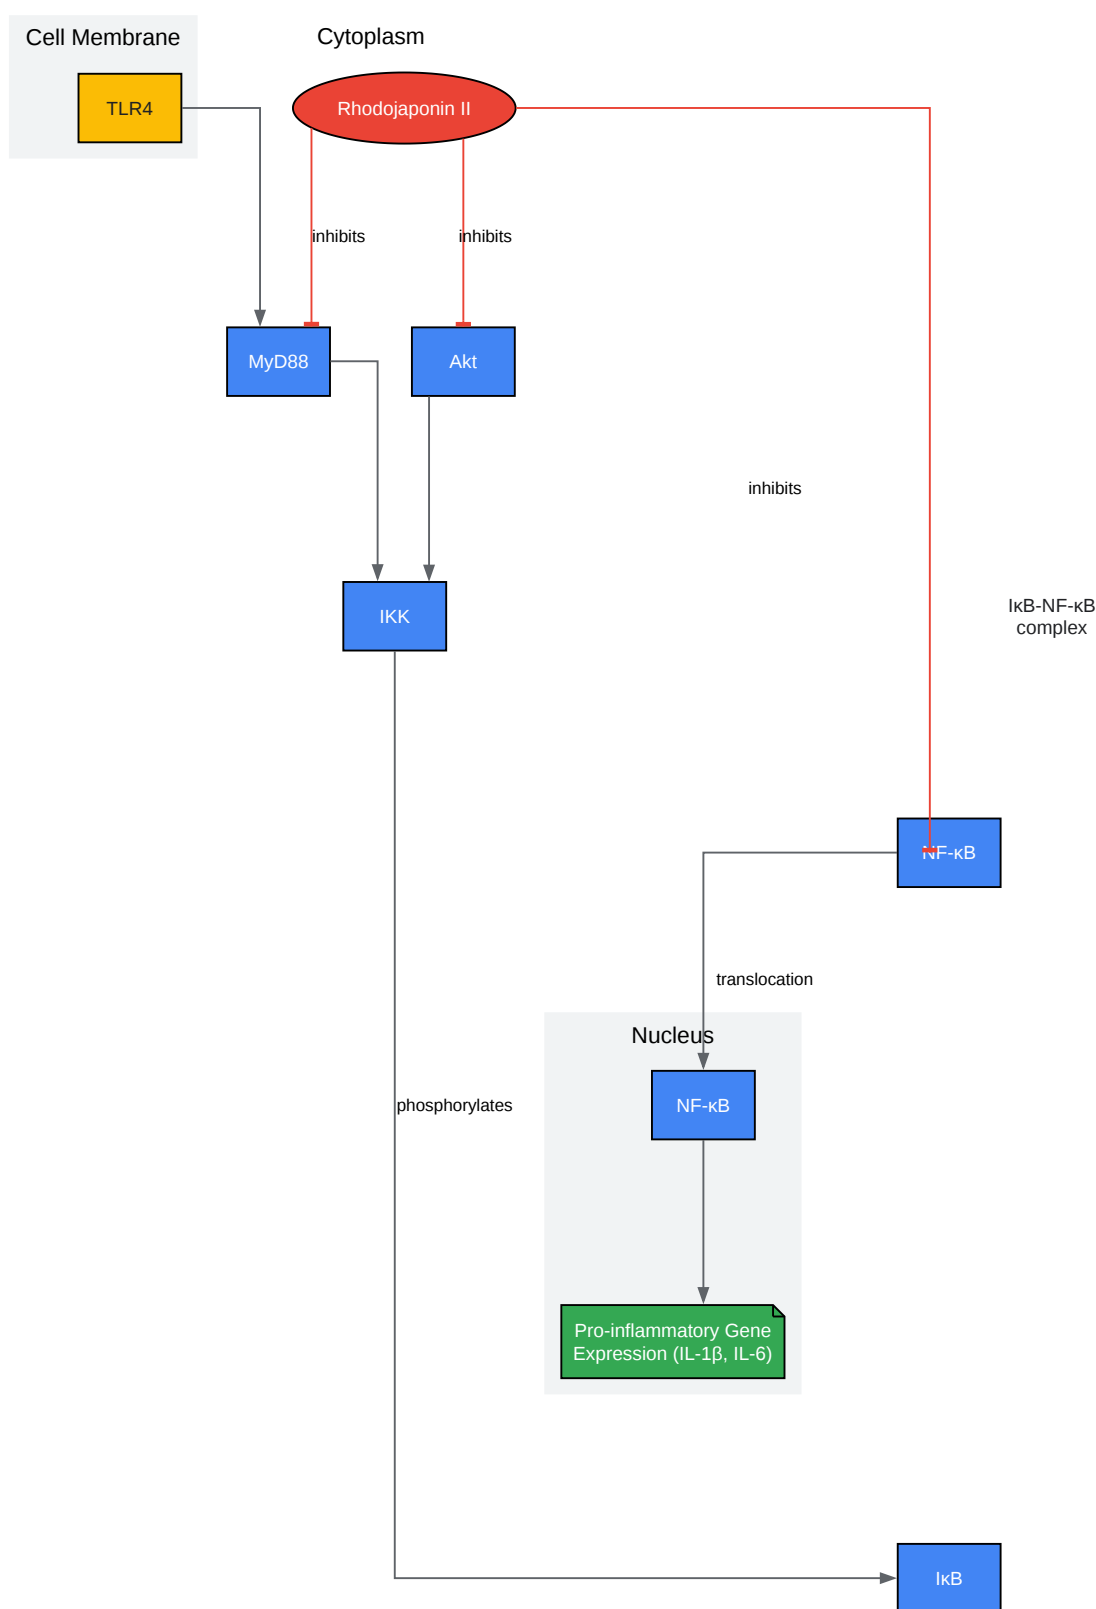 Cell Membrane
Cytoplasm
TLR4
Rhodojaponin II
inhibits
inhibits
MyD88
Akt
inhibits
IκB-NF-κB
complex
IKK
NF-κB
translocation
Nucleus
NF-κB
phosphorylates
Pro-inflammatory Gene
Expression (IL-1β, IL-6)
IκB